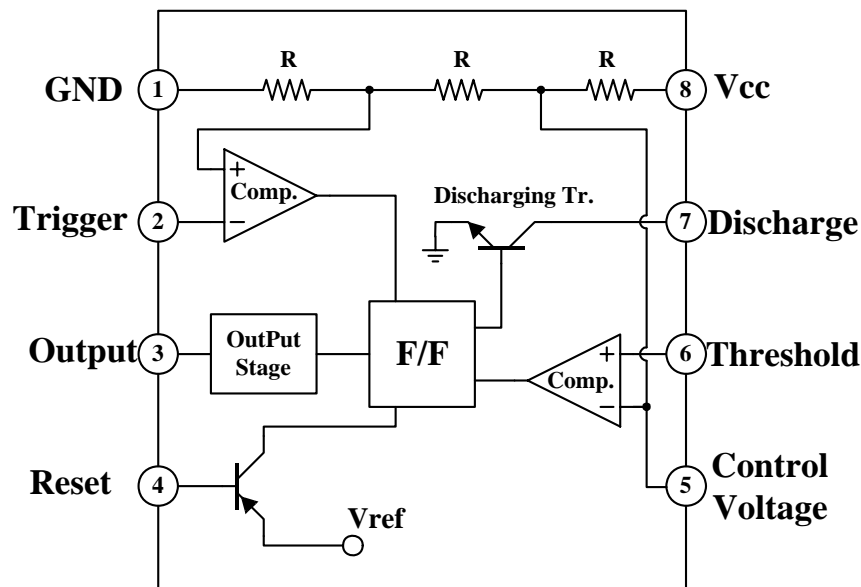 R R R
GND 1 8 Vcc
+
Comp.
−
Trigger 2
Discharging Tr.
7 Discharge
Output 3
OutPut
Stage
F/F
+
Comp.
−
6 Threshold
Reset 4
5 Control
Voltage
Vref